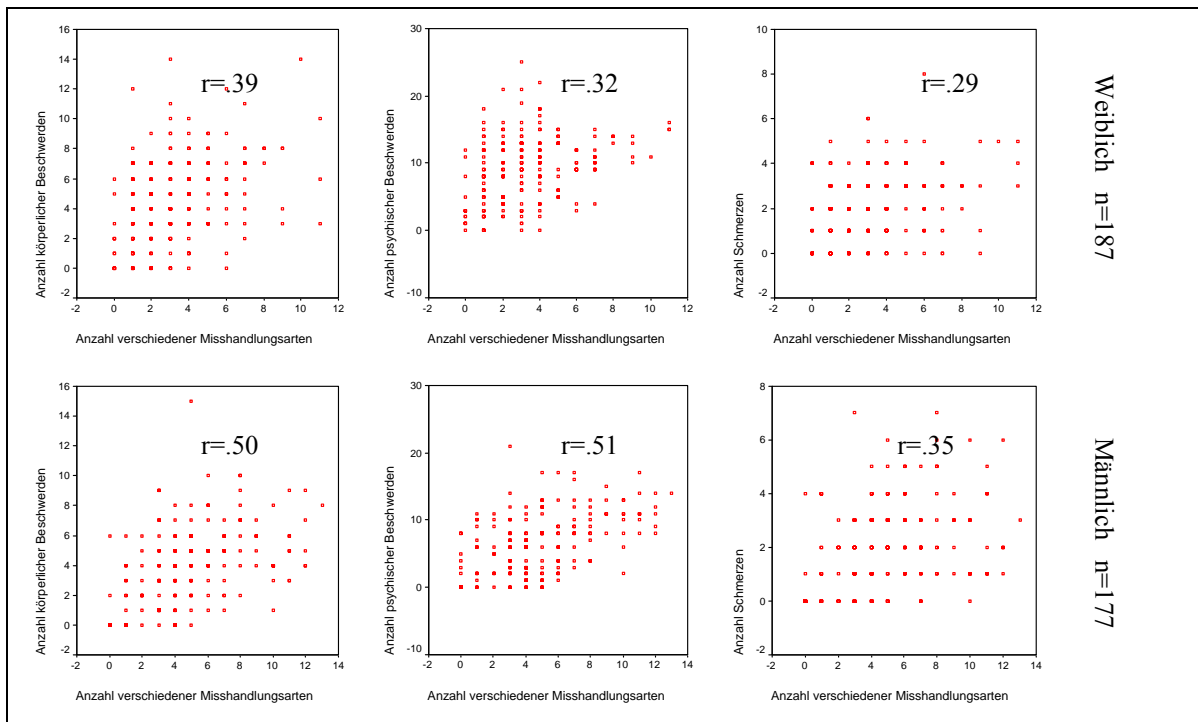 16
14
12
10
8
6
4
2
0
-2
Anzahl körperlicher Beschwerden
r=.39
-2 0 2 4 6 8 10 12
Anzahl verschiedener Misshandlungsarten
30
20
10
0
-10
Anzahl psychischer Beschwerden
r=.32
-2 0 2 4 6 8 10 12
Anzahl verschiedener Misshandlungsarten
10
8
6
4
2
0
-2
Anzahl Schmerzen
r=.29
-2 0 2 4 6 8 10 12
Anzahl verschiedener Misshandlungsarten
Weiblich n=187
16
14
12
10
8
6
4
2
0
-2
Anzahl körperlicher Beschwerden
r=.50
-2 0 2 4 6 8 10 12 14
Anzahl verschiedener Misshandlungsarten
30
20
10
0
-10
Anzahl psychischer Beschwerden
r=.51
-2 0 2 4 6 8 10 12 14
Anzahl verschiedener Misshandlungsarten
8
6
4
2
0
-2
Anzahl Schmerzen
r=.35
-2 0 2 4 6 8 10 12 14
Anzahl verschiedener Misshandlungsarten
Männlich n=177